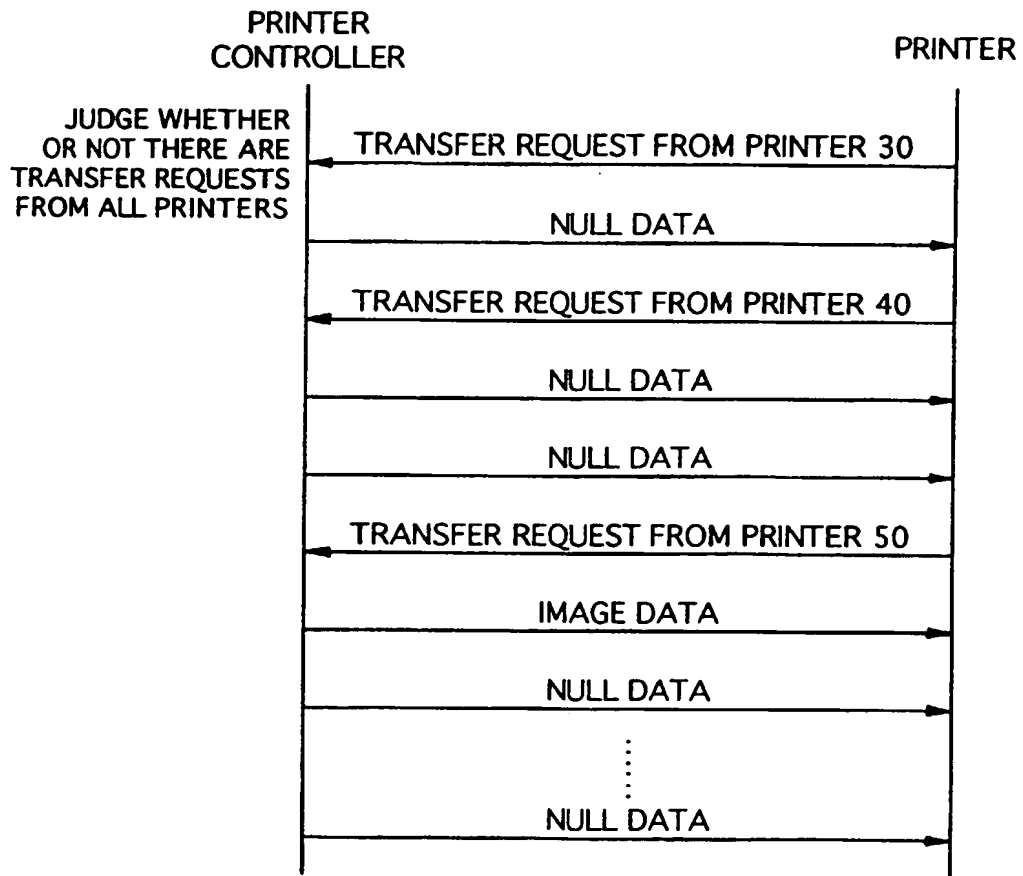 PRINTER
CONTROLLER
PRINTER
JUDGE WHETHER
OR NOT THERE ARE
TRANSFER REQUESTS
FROM ALL PRINTERS
TRANSFER REQUEST FROM PRINTER 30
NULL DATA
TRANSFER REQUEST FROM PRINTER 40
NULL DATA
NULL DATA
TRANSFER REQUEST FROM PRINTER 50
IMAGE DATA
NULL DATA
NULL DATA